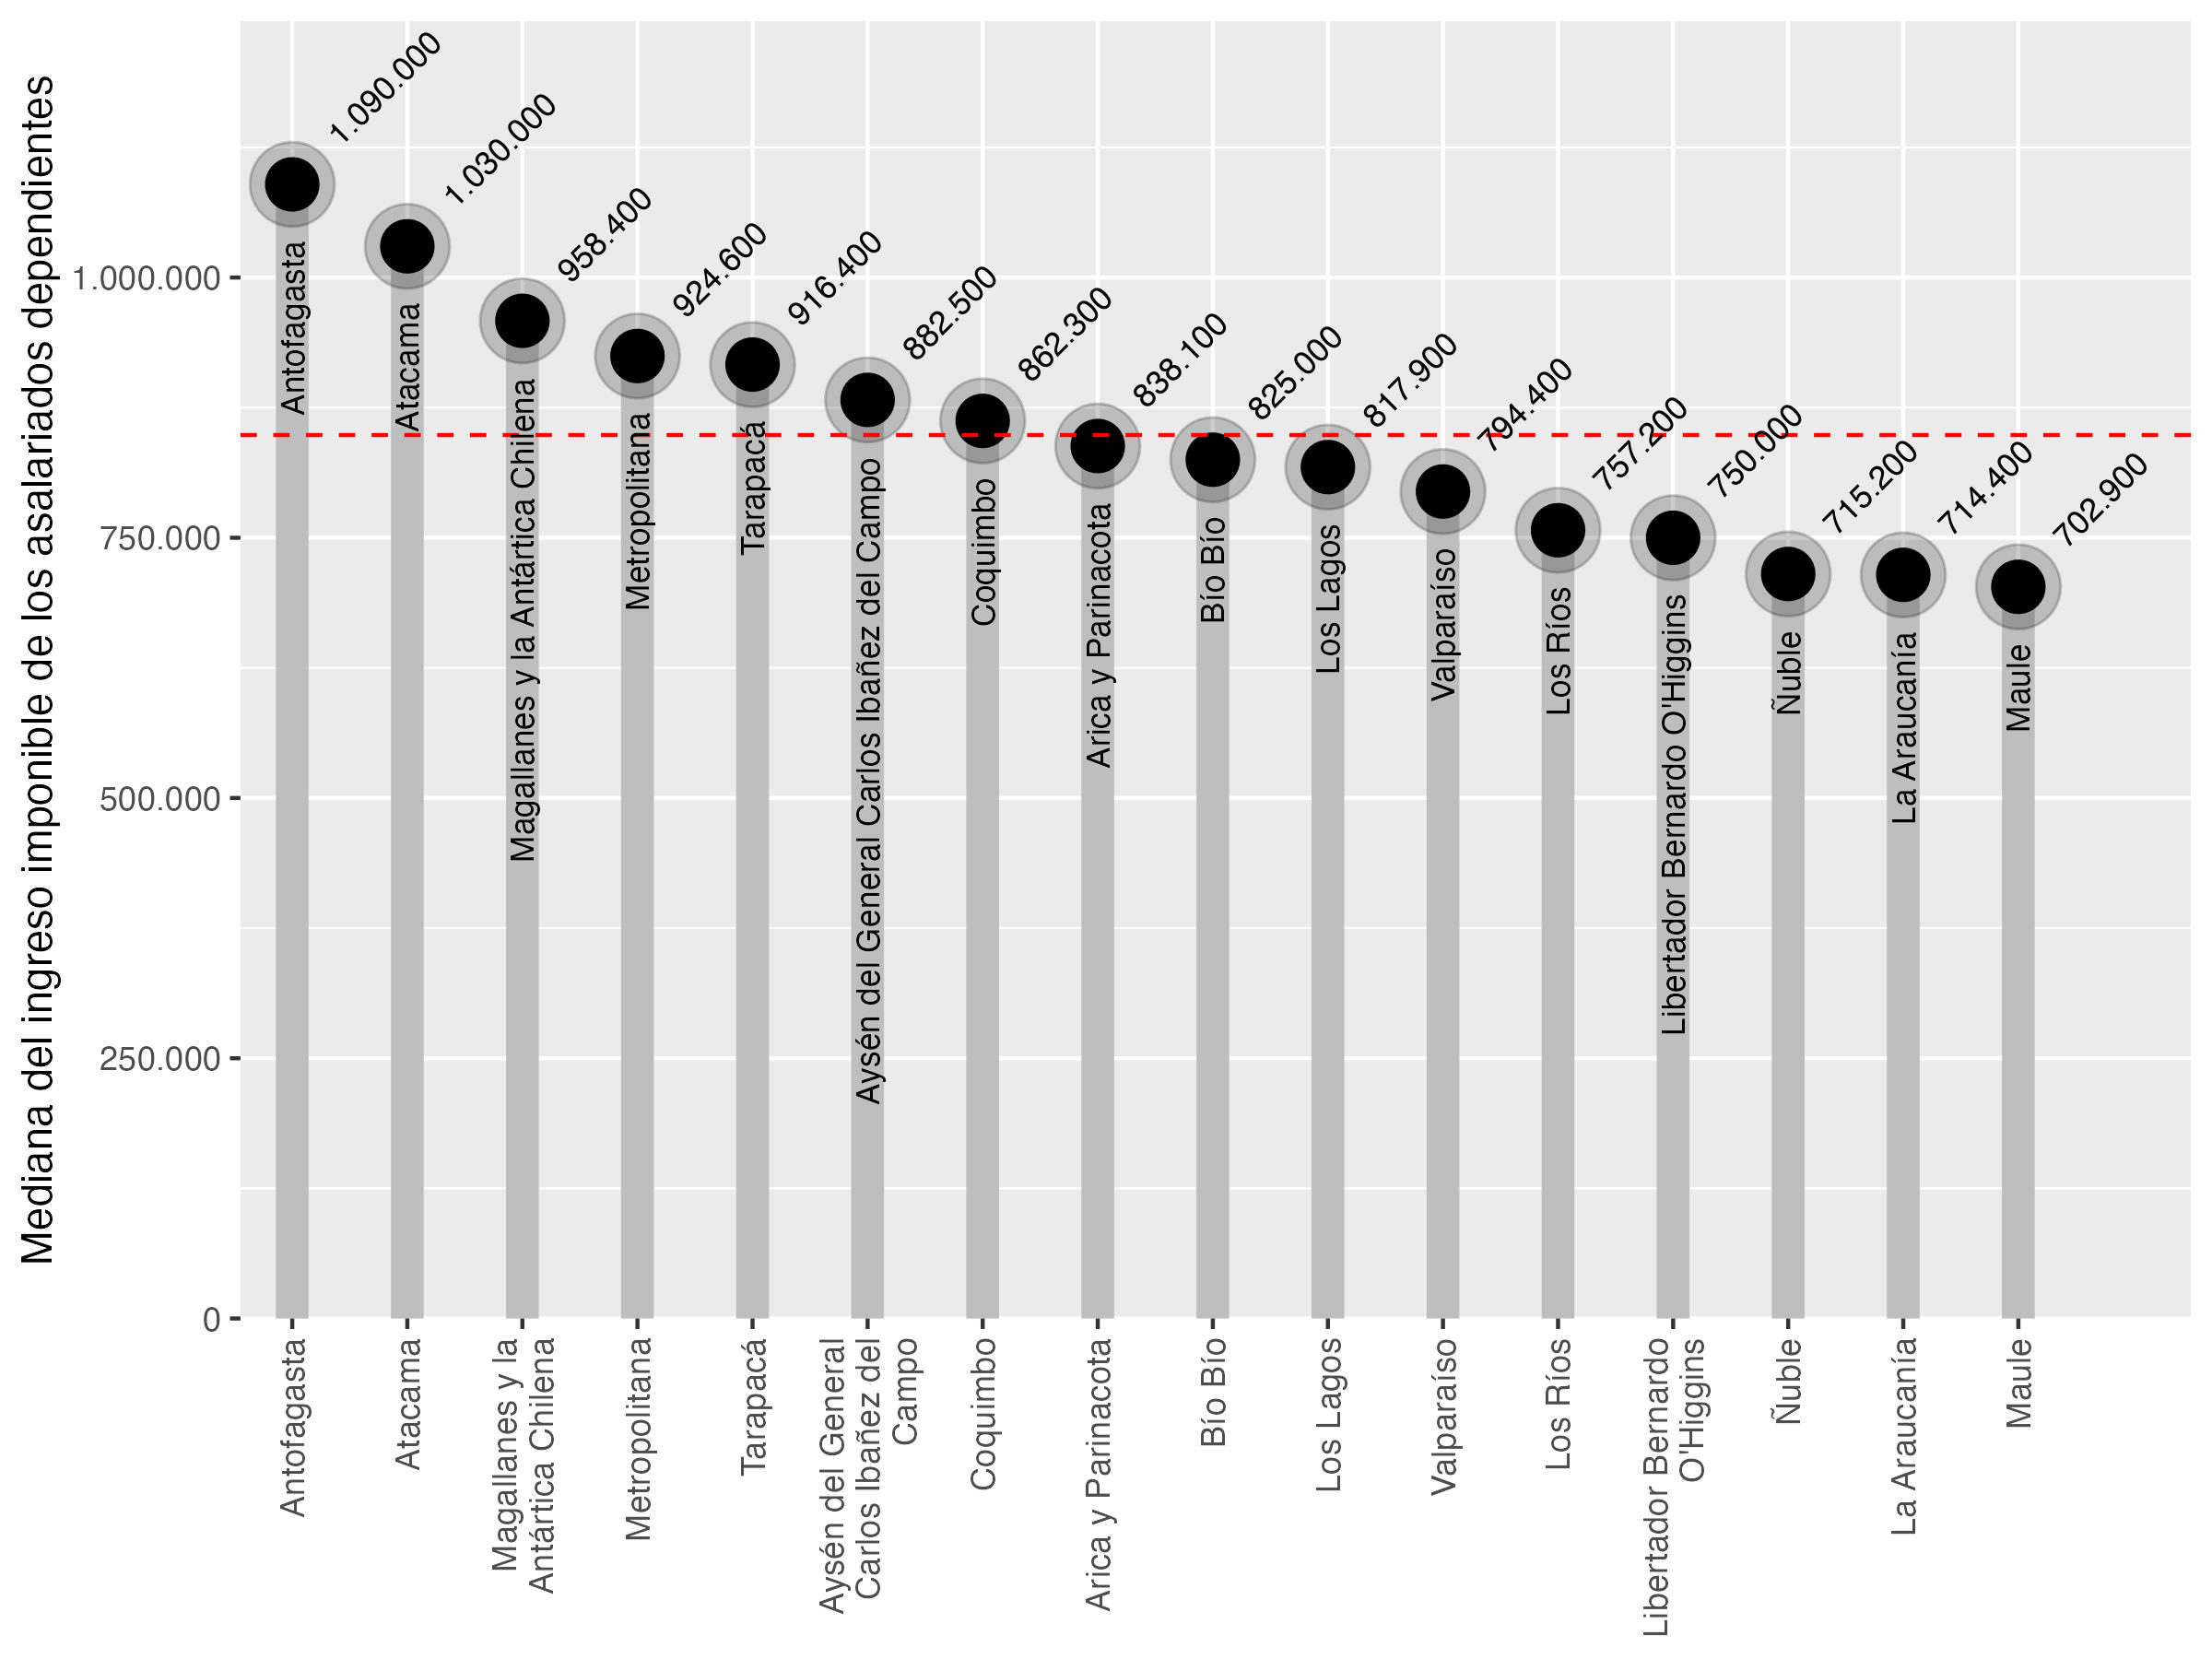 Mediana del ingreso imponible de los asalariados dependientes
1.000.000
750.000
500.000
250.000
0
1.090.000
1.030.000
958.400
924.600
916.400
882.500
862.300
838.100
825.000
817.900
794.400
757.200
750.000
715.200
714.400
702.900
Antofagasta
Atacama
Magallanes y la Antártica Chilena
Metropolitana
Tarapacá
Aysén del General Carlos Ibañez del Campo
Coquimbo
Arica y Parinacota
Bío Bío
Los Lagos
Valparaíso
Los Ríos
Libertador Bernardo O'Higgins
Ñuble
La Araucanía
Maule
Antofagasta
Atacama
Magallanes y la
Antártica Chilena
Metropolitana
Tarapacá
Aysén del General
Carlos Ibañez del
Campo
Coquimbo
Arica y Parinacota
Bío Bío
Los Lagos
Valparaíso
Los Ríos
Libertador Bernardo
O'Higgins
Ñuble
La Araucanía
Maule